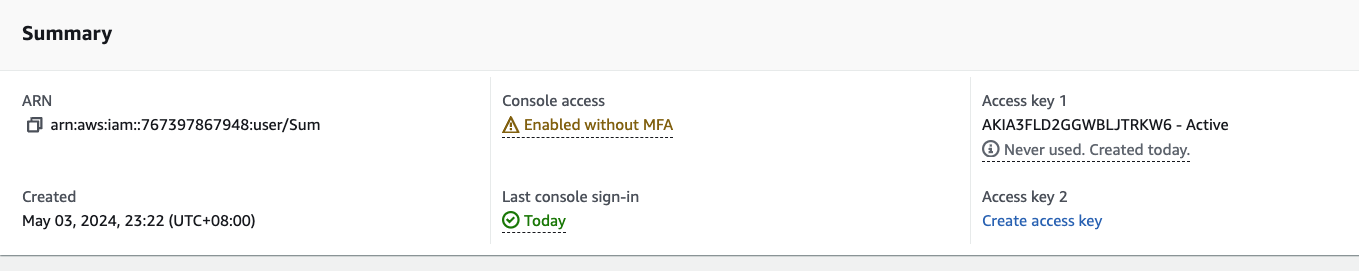 Summary
ARN
arn:aws:iam::767397867948:user/Sum
Created
May 03, 2024, 23:22 (UTC+08:00)
Console access
Enabled without MFA
Last console sign-in
Today
Access key 1
AKIA3FLD2GGWBLJTRKW6 - Active
Never used. Created today.
Access key 2
Create access key